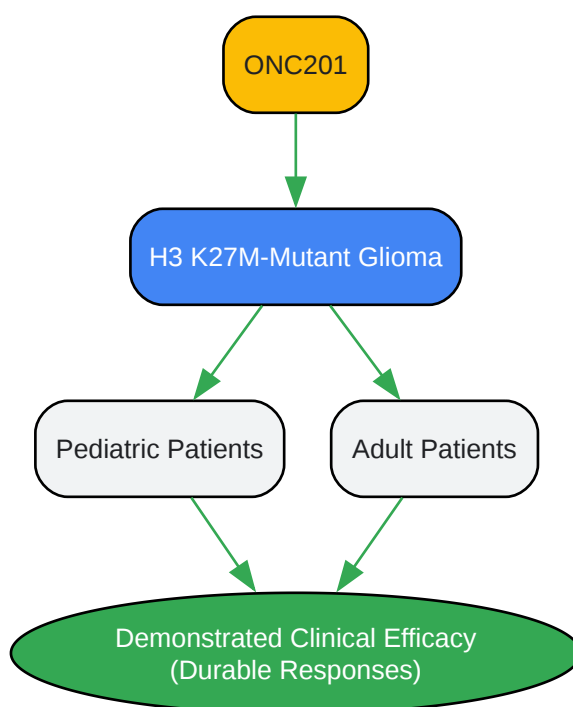 ONC201
H3 K27M-Mutant Glioma
Pediatric Patients
Adult Patients
Demonstrated Clinical Efficacy
(Durable Responses)